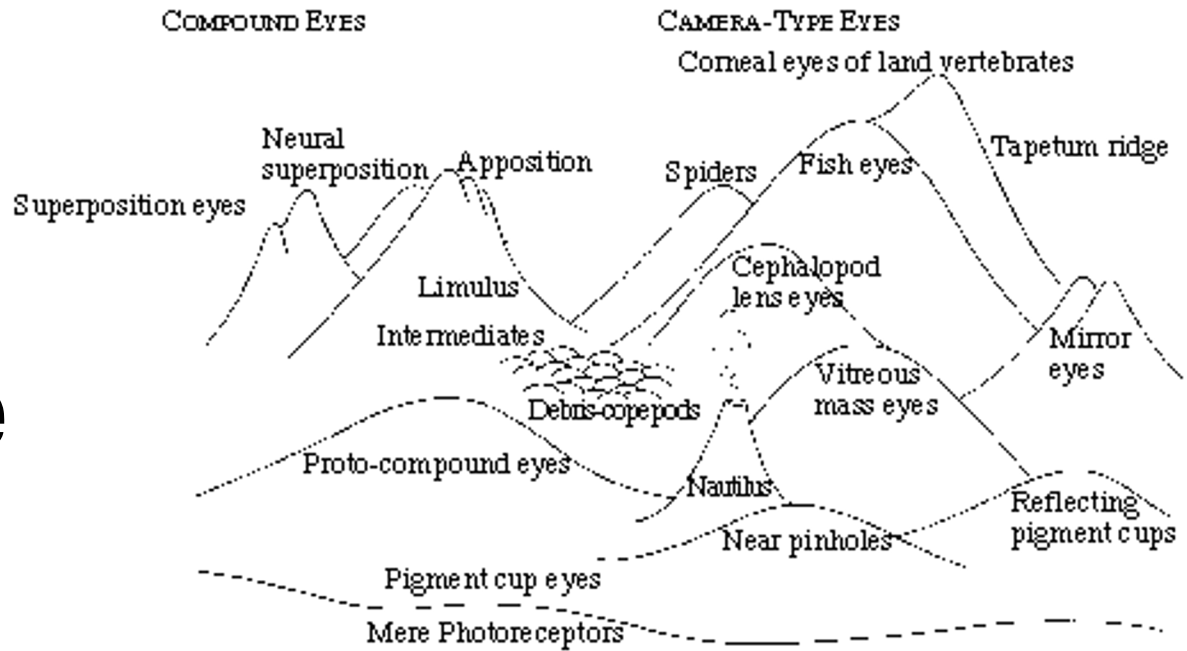 COMPOUND EYES
CAMERA-TYPE EYES
Corneal eyes of land vertebrates
Neural
superposition
Apposition
Spiders
Fish eyes
Tapetum ridge
Superposition eyes
Limulus
Cephalopod
lens eyes
Intermediates
Mirror
eyes
Vitreous
mass eyes
Debris-copepods
Proto-compound eyes
Nautilus
Reflecting
pigment cups
Near pinholes
Pigment cup eyes
Mere Photoreceptors
e